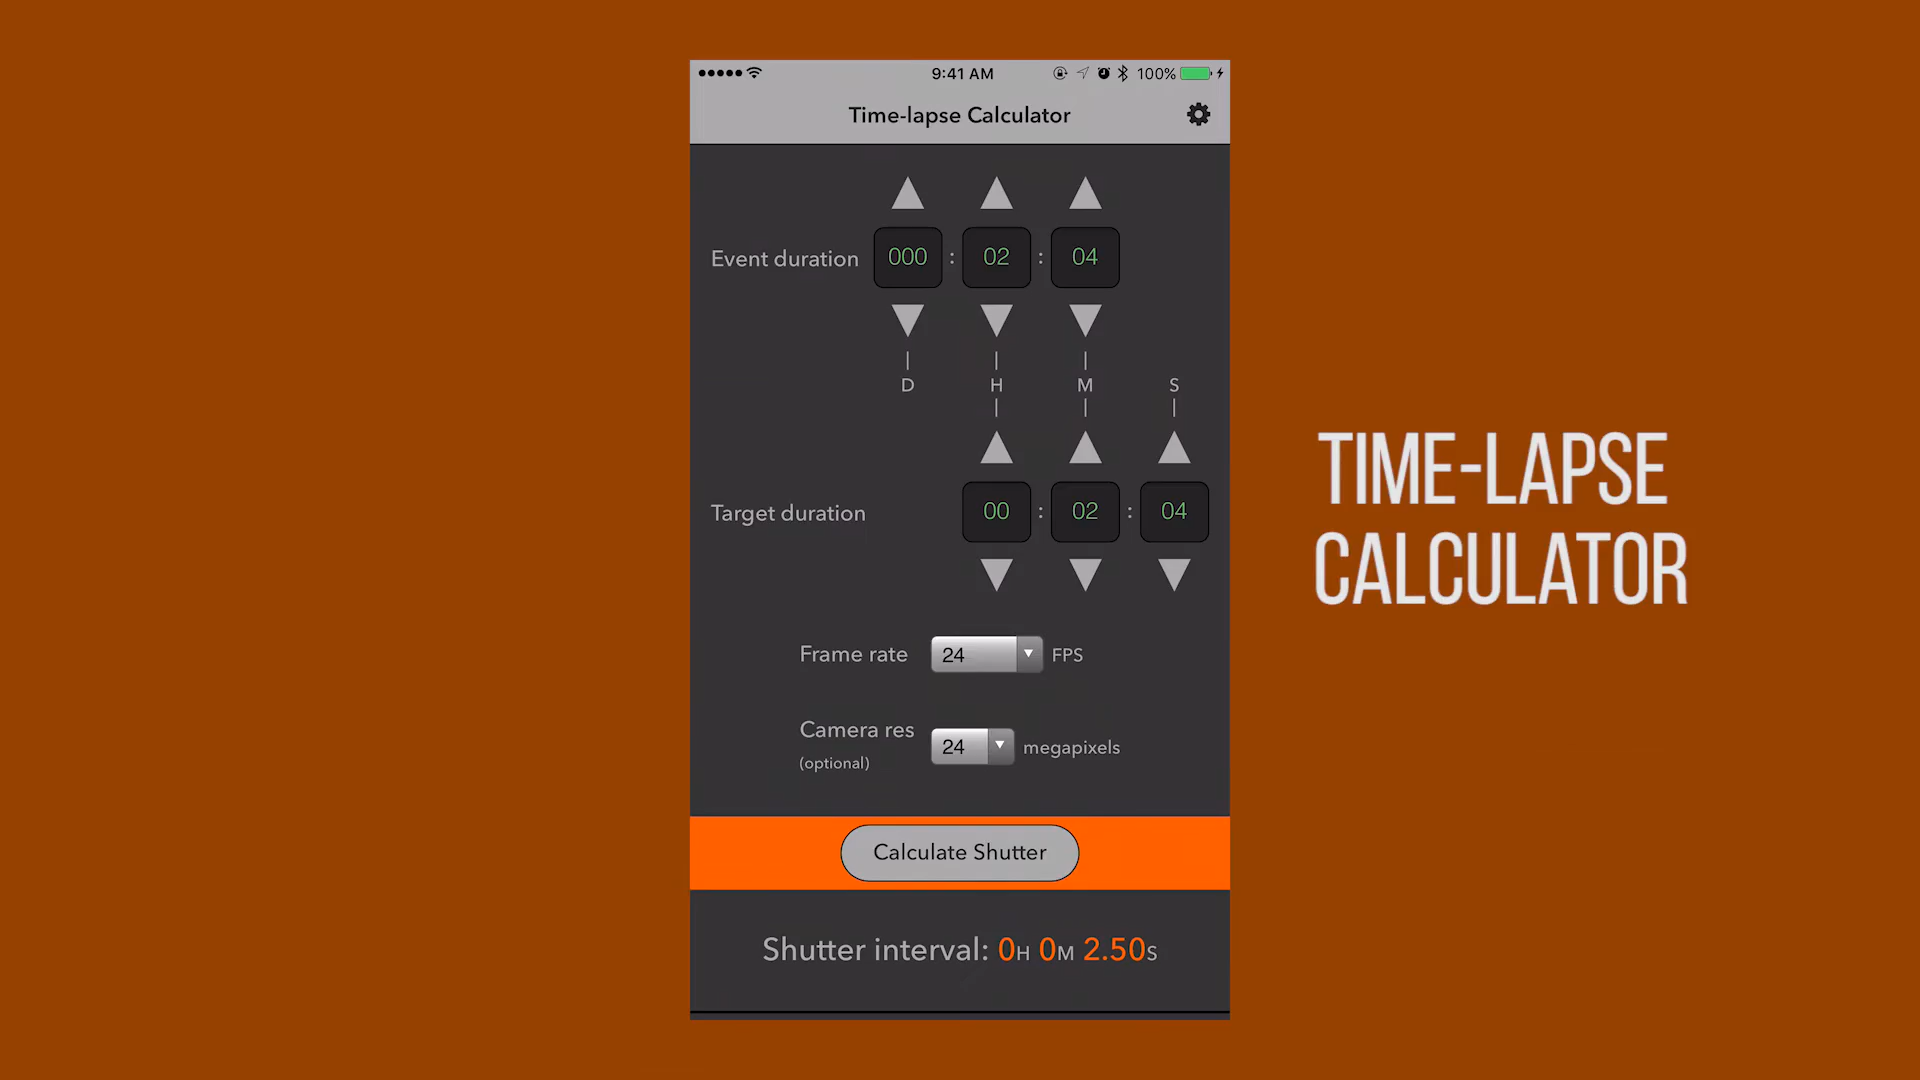 9:41 AM 100%
Time-lapse Calculator
Event duration 000 : 02 : 04
D H M S
Target duration 00 : 02 : 04
Frame rate 24 FPS
Camera res 24 megapixels
(optional)
Calculate Shutter
Shutter interval: 0H 0M 2.50S
TIME-LAPSE
CALCULATOR